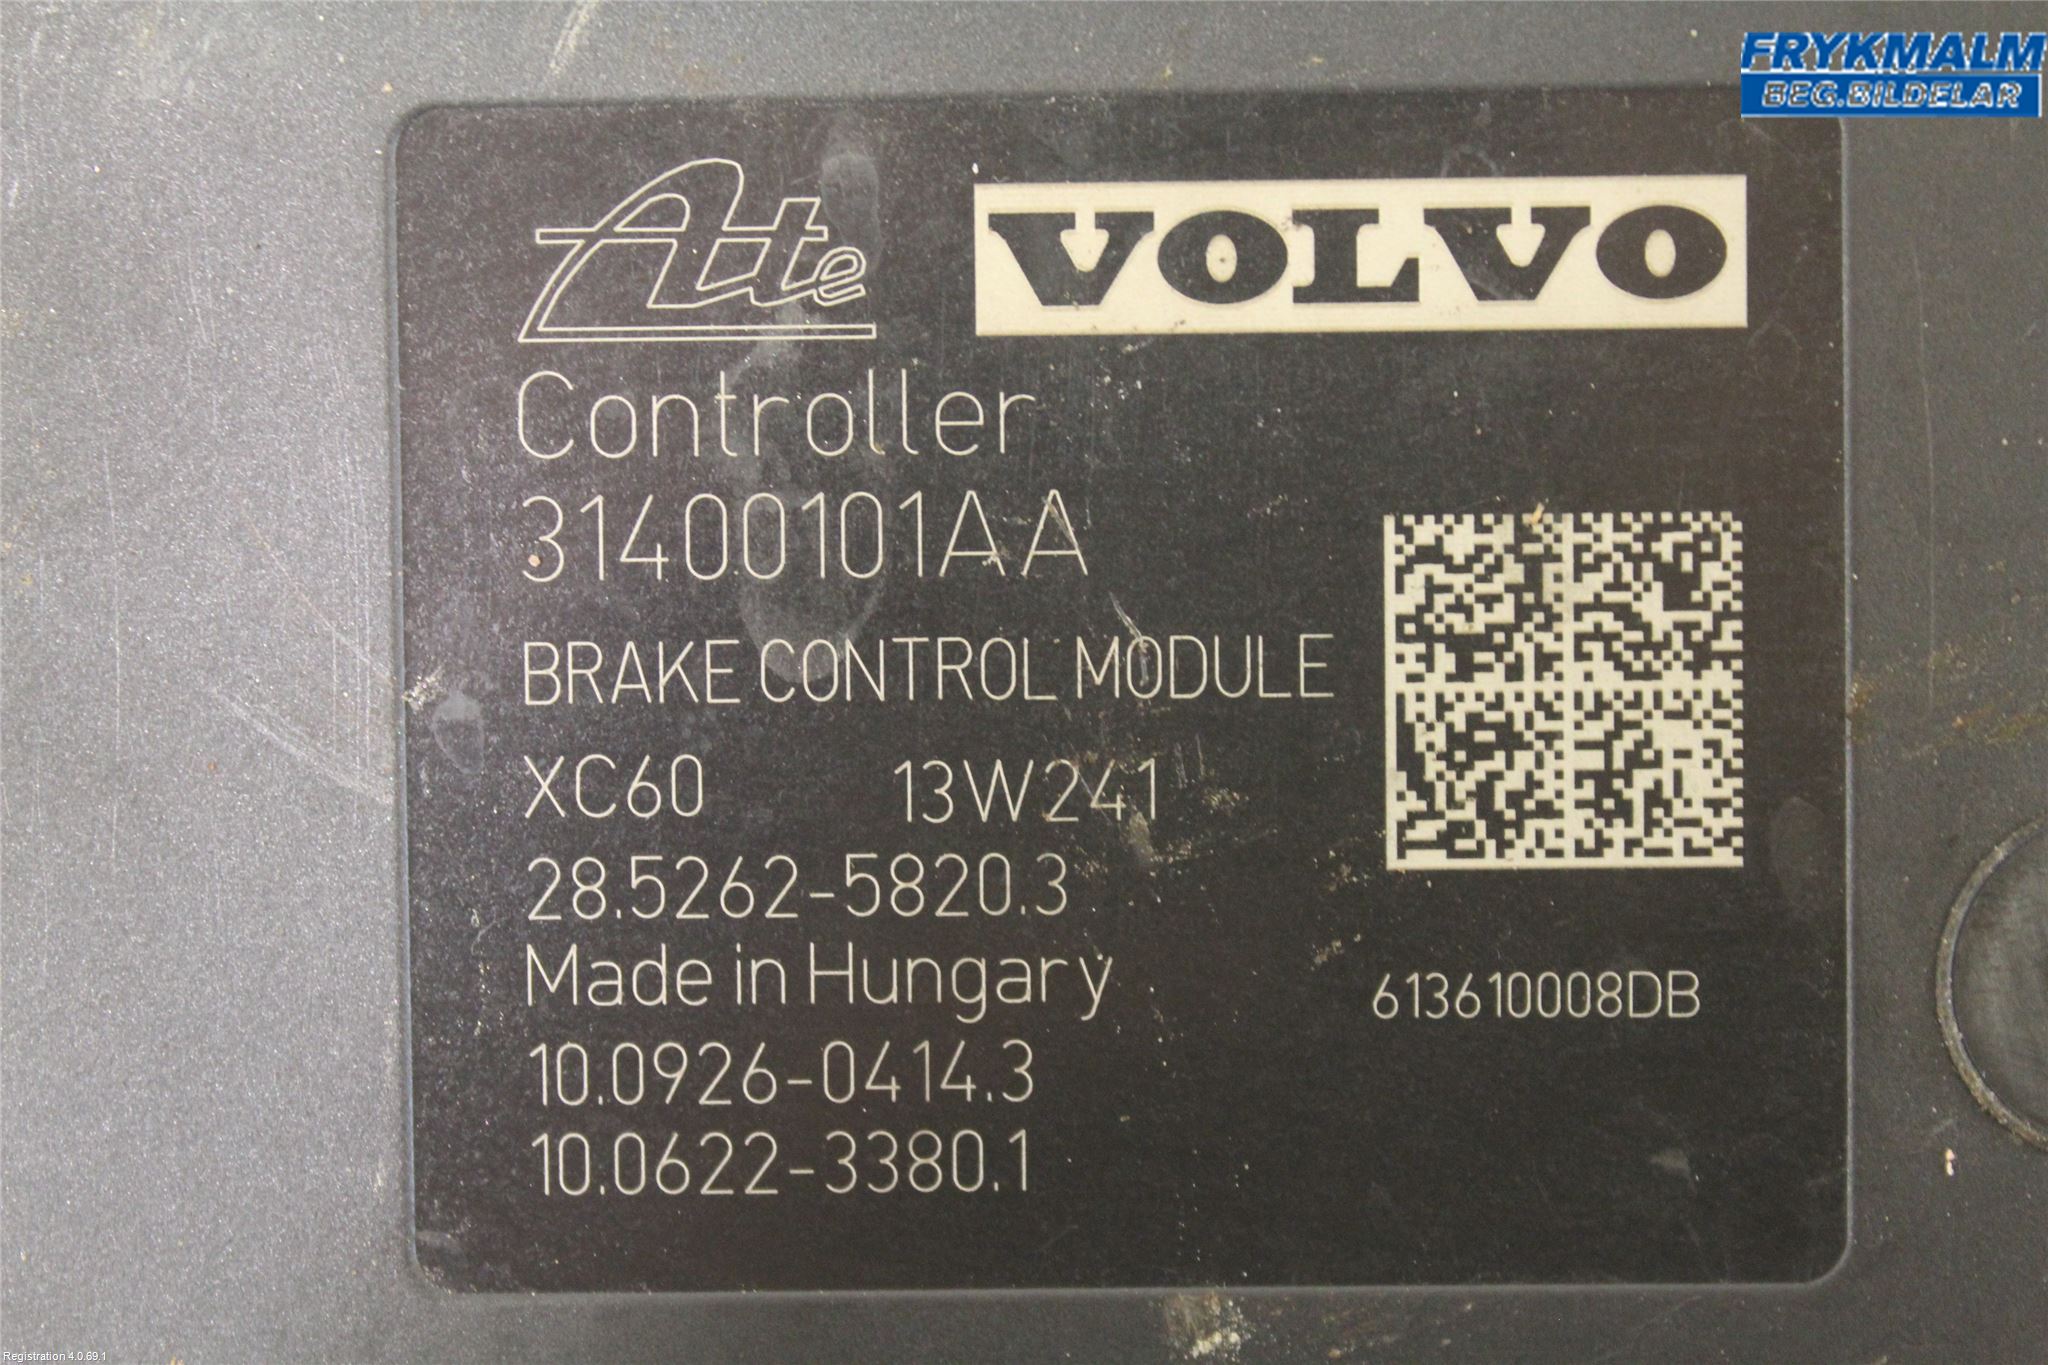 FRYKMALM
BEG.BILDELAR
Ate
VOLVO
Controller
31400101AA
BRAKE CONTROL MODULE
XC60 13W241
28.5262-5820.3
Made in Hungary
613610008DB
10.0926-0414.3
10.0622-3380.1
Registration 4.0.69.1